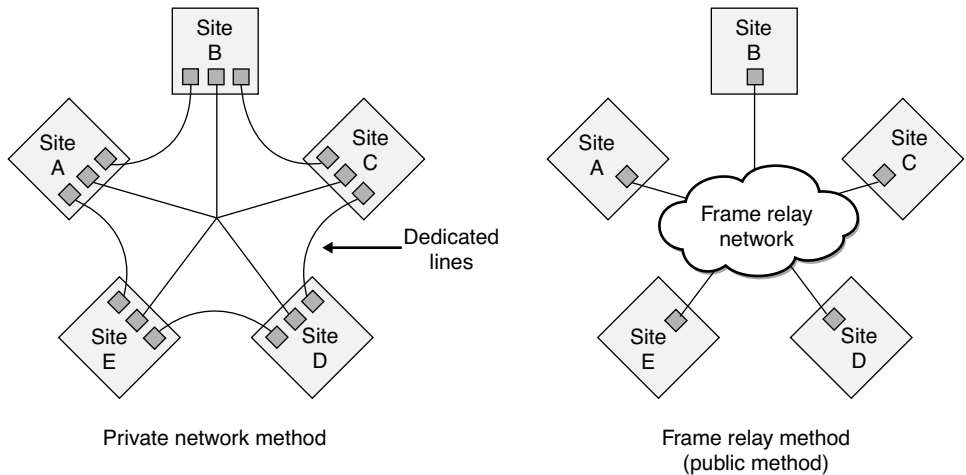 Site
B
Site
A
Site
C
Dedicated
lines
Site
E
Site
D
Private network method
Site
B
Site
A
Site
C
Frame relay
network
Site
E
Site
D
Frame relay method
(public method)